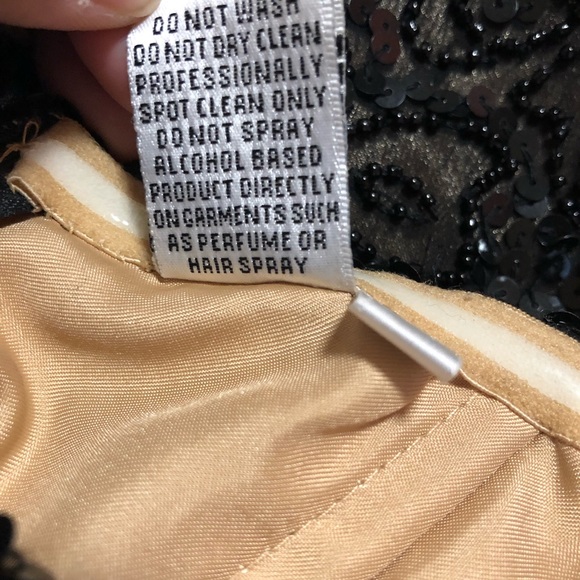 DO NOT WASH
DO NOT DRY CLEAN
PROFESSIONALLY
SPOT CLEAN ONLY
DO NOT SPRAY
ALCOHOL BASED
PRODUCT DIRECTLY
ON GARMENTS SUCH
AS PERFUME OR
HAIR SPRAY